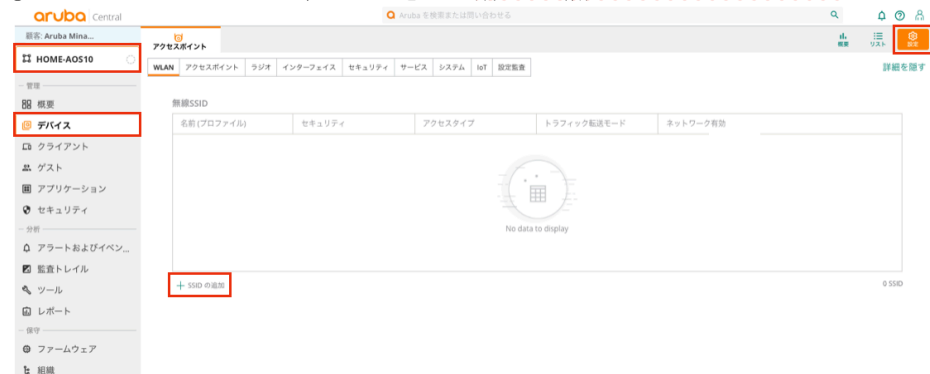 aruba Central
Aruba を検索または問い合わせる
顧客: Aruba Mina...
アクセスポイント
概要
リスト
設定
HOME-AOS10
WLAN アクセスポイント ラジオ インターフェイス セキュリティ サービス システム IoT 設定監査
詳細を隠す
管理
概要
デバイス
クライアント
ゲスト
アプリケーション
セキュリティ
分析
アラートおよびイベン...
監査トレイル
ツール
レポート
保守
ファームウェア
組織
無線SSID
名前 (プロファイル) セキュリティ アクセスタイプ トラフィック転送モード ネットワーク有効
No data to display
+ SSID の追加
0 SSID